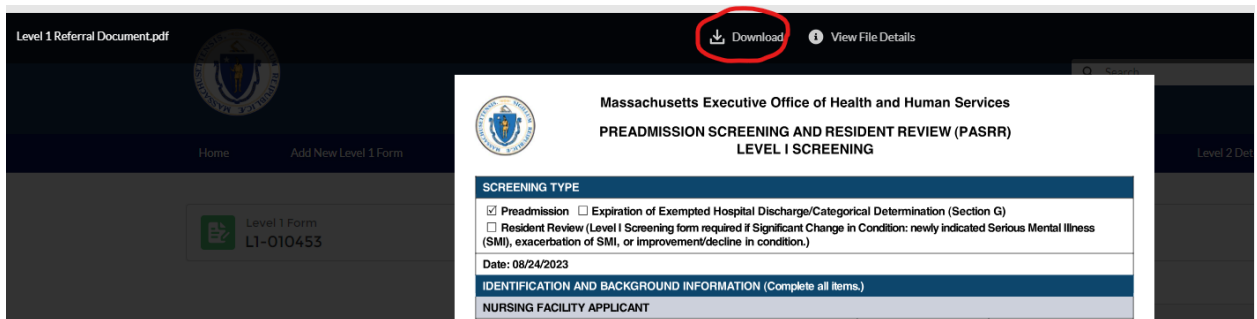 Level 1 Referral Document.pdf
Download
View File Details
Search
Massachusetts Executive Office of Health and Human Services
PREADMISSION SCREENING AND RESIDENT REVIEW (PASRR)
LEVEL I SCREENING
Home
Add New Level 1 Form
Level 2 Det
SCREENING TYPE
☑ Preadmission ☐ Expiration of Exempted Hospital Discharge/Categorical Determination (Section G)
☐ Resident Review (Level I Screening form required if Significant Change in Condition: newly indicated Serious Mental Illness
(SMI), exacerbation of SMI, or improvement/decline in condition.)
Level 1 Form
L1-010453
Date: 08/24/2023
IDENTIFICATION AND BACKGROUND INFORMATION (Complete all items.)
NURSING FACILITY APPLICANT